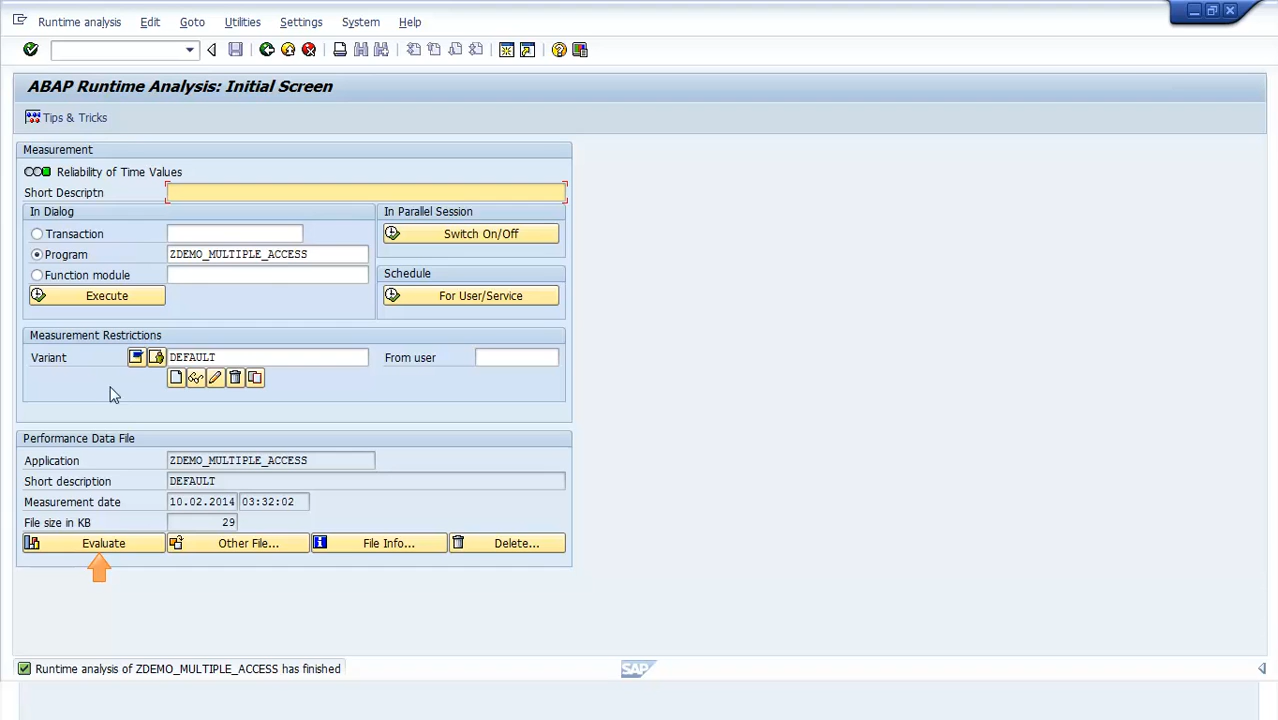 Runtime analysis Edit Goto Utilities Settings System Help
ABAP Runtime Analysis: Initial Screen
Tips & Tricks
Measurement
Reliability of Time Values
Short Descriptn
In Dialog
In Parallel Session
Transaction
Switch On/Off
Program ZDEMO_MULTIPLE_ACCESS
Function module
Schedule
Execute
For User/Service
Measurement Restrictions
Variant DEFAULT From user
Performance Data File
Application ZDEMO_MULTIPLE_ACCESS
Short description DEFAULT
Measurement date 10.02.2014 03:32:02
File size in KB 29
Evaluate Other File... File Info... Delete...
Runtime analysis of ZDEMO_MULTIPLE_ACCESS has finished
SAP